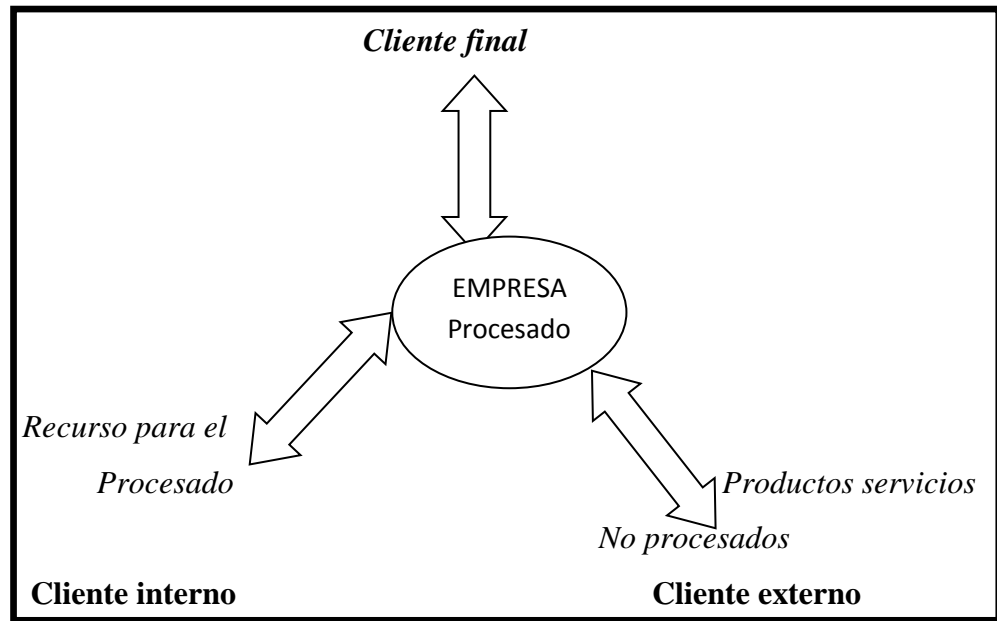 Cliente final
EMPRESA
Procesado
Recurso para el
Procesado
Productos servicios
No procesados
Cliente interno
Cliente externo